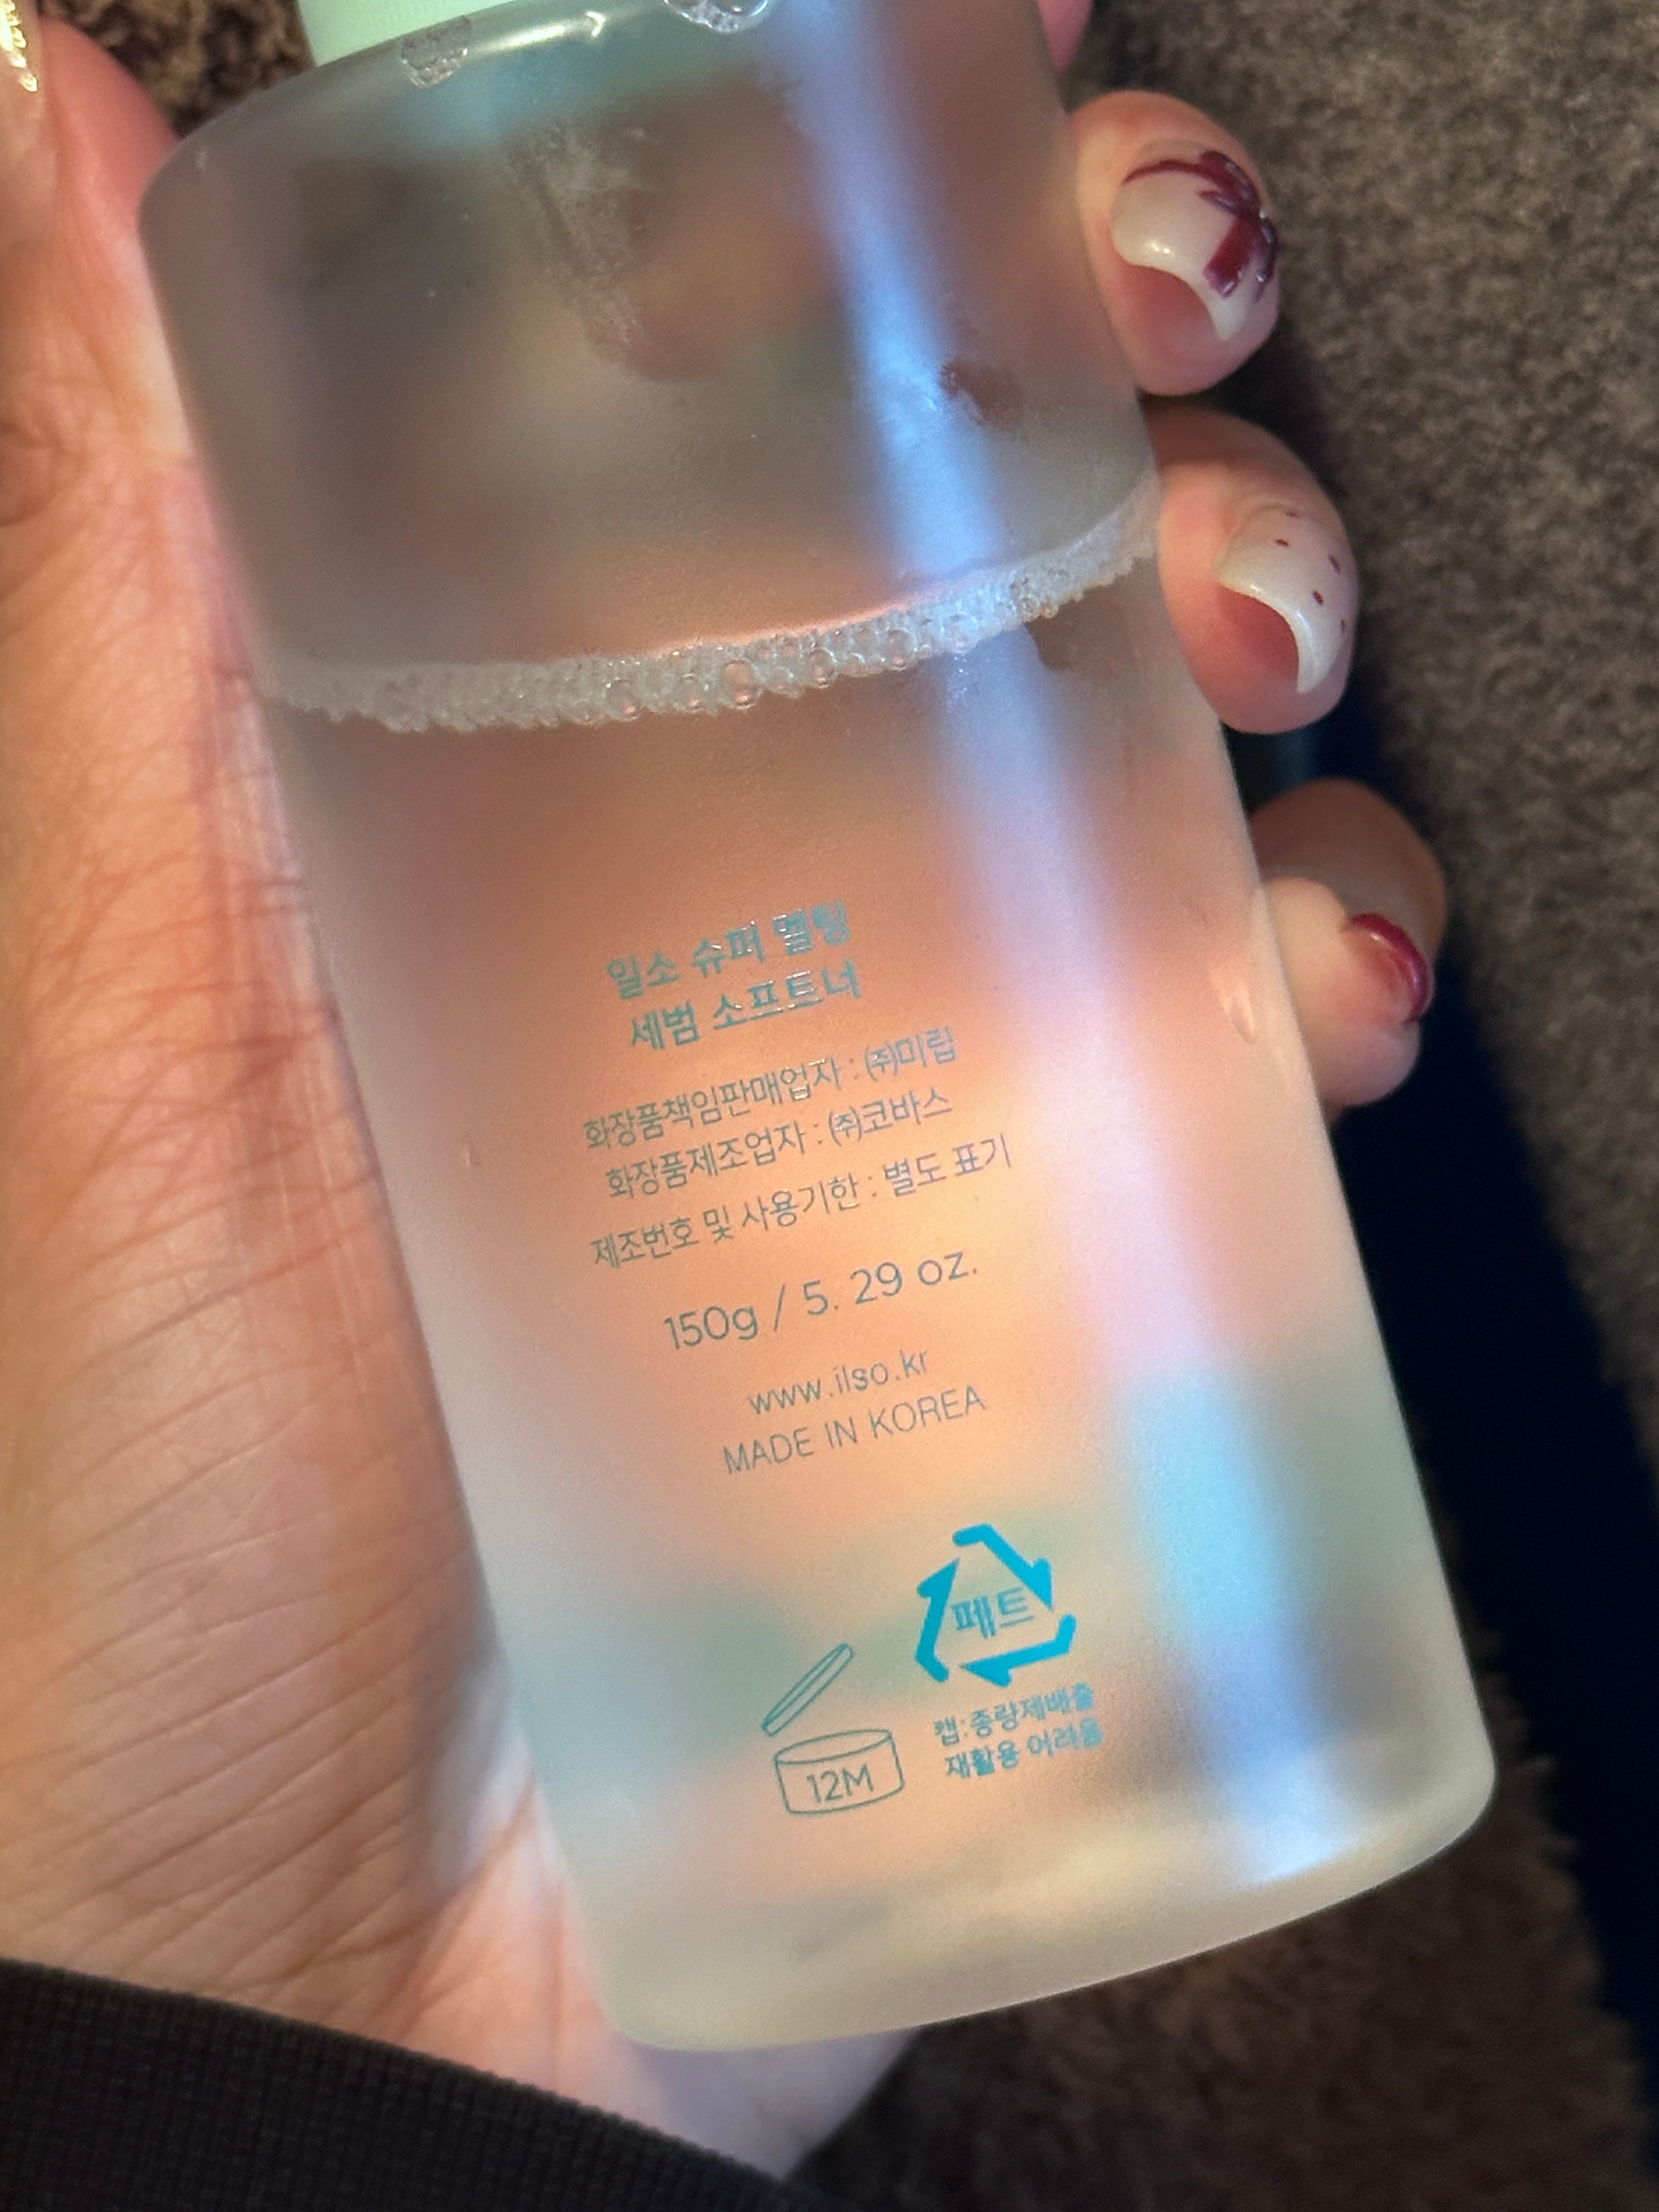 일소 슈퍼 멜팅
세범 소프트너
화장품책임판매업자 : ㈜미립
화장품제조업자 : ㈜코바스
제조번호 및 사용기한 : 별도 표기
150g / 5. 29 oz.
www.ilso.kr
MADE IN KOREA
페트
캡:종량제배출
재활용 어려움
12M